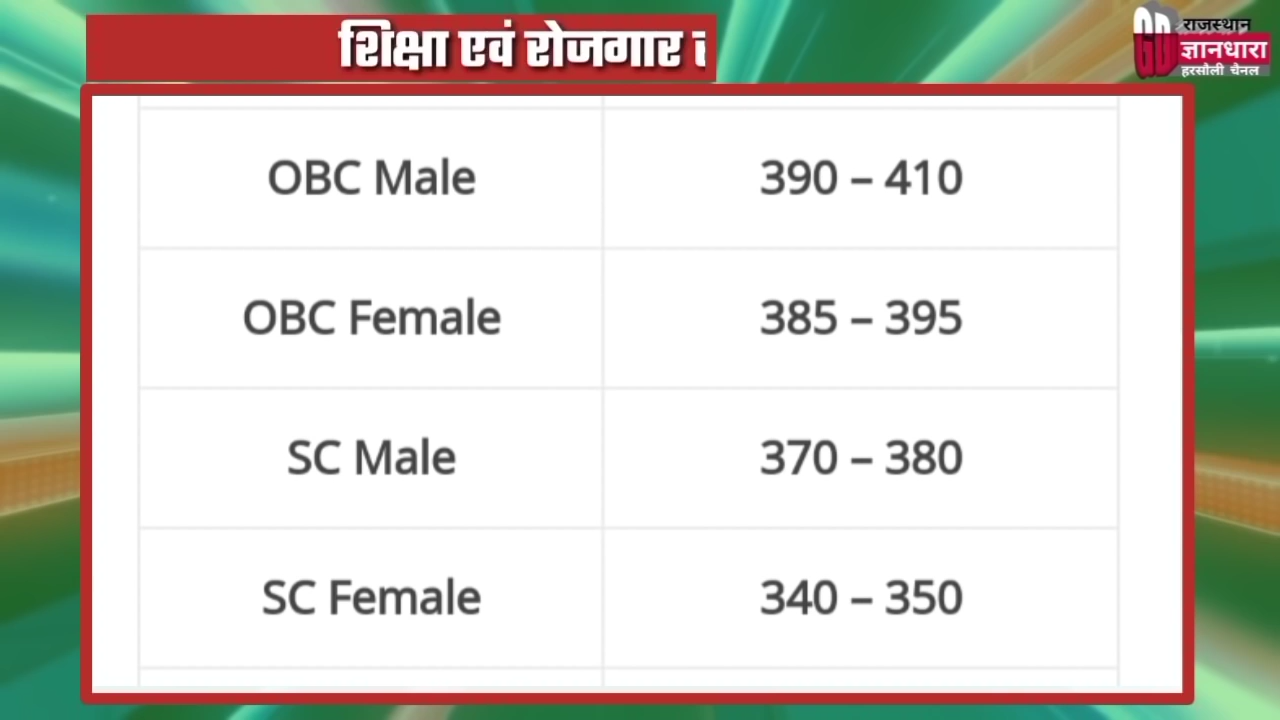 शिक्षा एवं रोजगार
राजस्थान
GD ज्ञानधारा
हरसौली चैनल
OBC Male 390 – 410
OBC Female 385 – 395
SC Male 370 – 380
SC Female 340 – 350